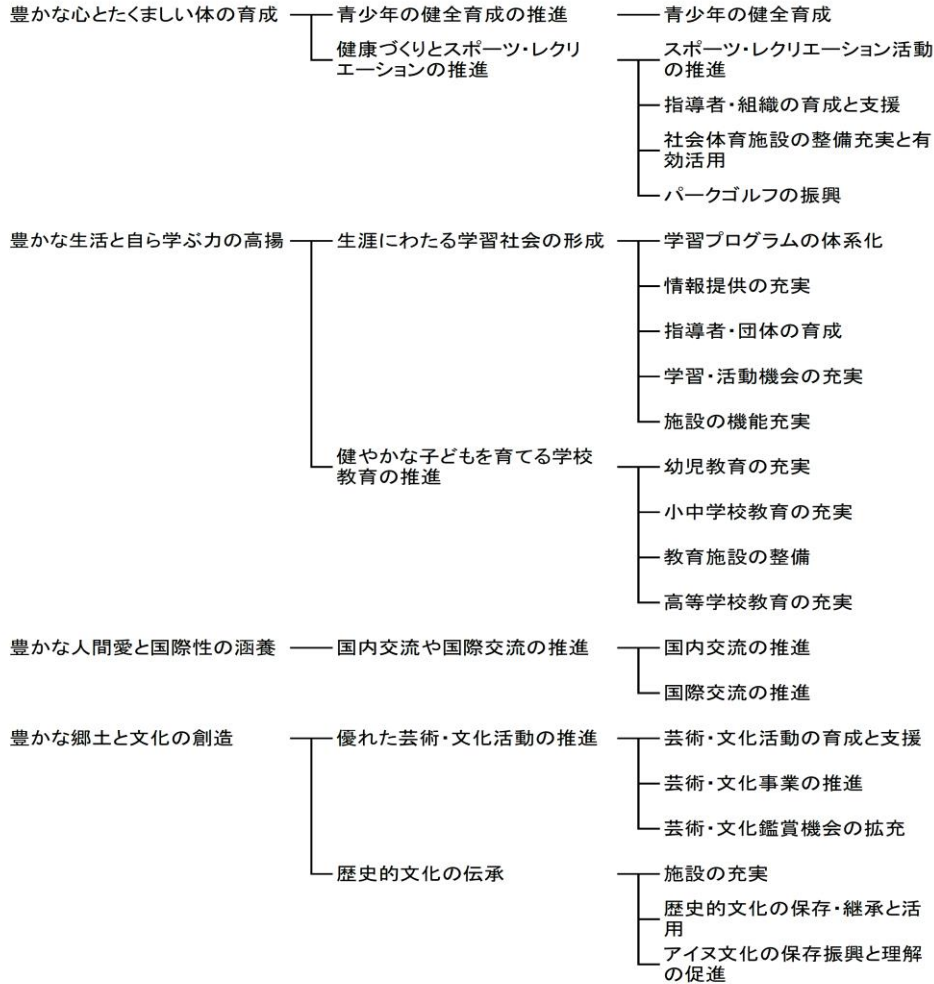 豊かな心とたくましい体の育成
青少年の健全育成の推進
青少年の健全育成
健康づくりとスポーツ・レクリ
エーションの推進
スポーツ・レクリエーション活動
の推進
指導者・組織の育成と支援
社会体育施設の整備充実と有
効活用
パークゴルフの振興
豊かな生活と自ら学ぶ力の高揚
生涯にわたる学習社会の形成
学習プログラムの体系化
情報提供の充実
指導者・団体の育成
学習・活動機会の充実
施設の機能充実
健やかな子どもを育てる学校
教育の推進
幼児教育の充実
小中学校教育の充実
教育施設の整備
高等学校教育の充実
豊かな人間愛と国際性の涵養
国内交流や国際交流の推進
国内交流の推進
国際交流の推進
豊かな郷土と文化の創造
優れた芸術・文化活動の推進
芸術・文化活動の育成と支援
芸術・文化事業の推進
芸術・文化鑑賞機会の拡充
歴史的文化の伝承
施設の充実
歴史的文化の保存・継承と活
用
アイヌ文化の保存振興と理解
の促進